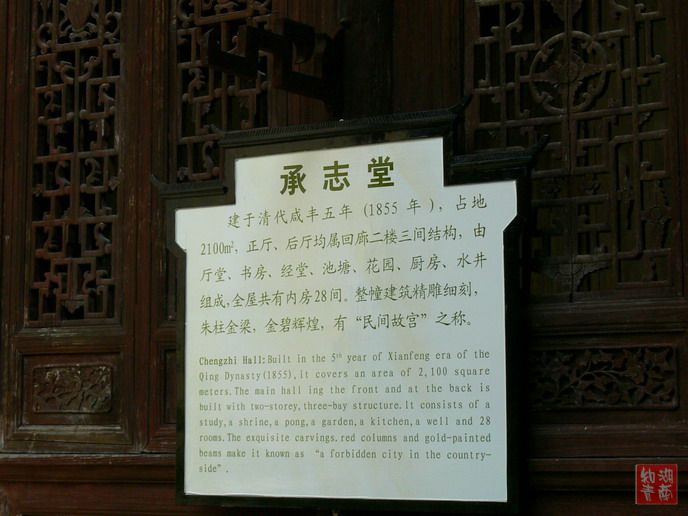 承志堂
建于清代咸丰五年(1855 年),占地
2100m²,正厅、后厅均属回廊二楼三间结构,由
厅堂、书房、经堂、池塘、花园、厨房、水井
组成,全屋共有内房28间。整幢建筑精雕细刻,
朱柱金梁,金碧辉煌,有“民间故宫”之称。
Chengzhi Hall:Built in the 5th year of Xianfeng era of the
Qing Dynasty(1855),it covers an area of 2,100 square
meters.The main hall ing the front and at the back is
built with two-storey,three-bay structure.It consists of a
study,a shrine,a pong,a garden,a kitchen,a well and 28
rooms.The exquisite carvings,red columns and gold-painted
beams make it known as “a forbidden city in the country-
side”.